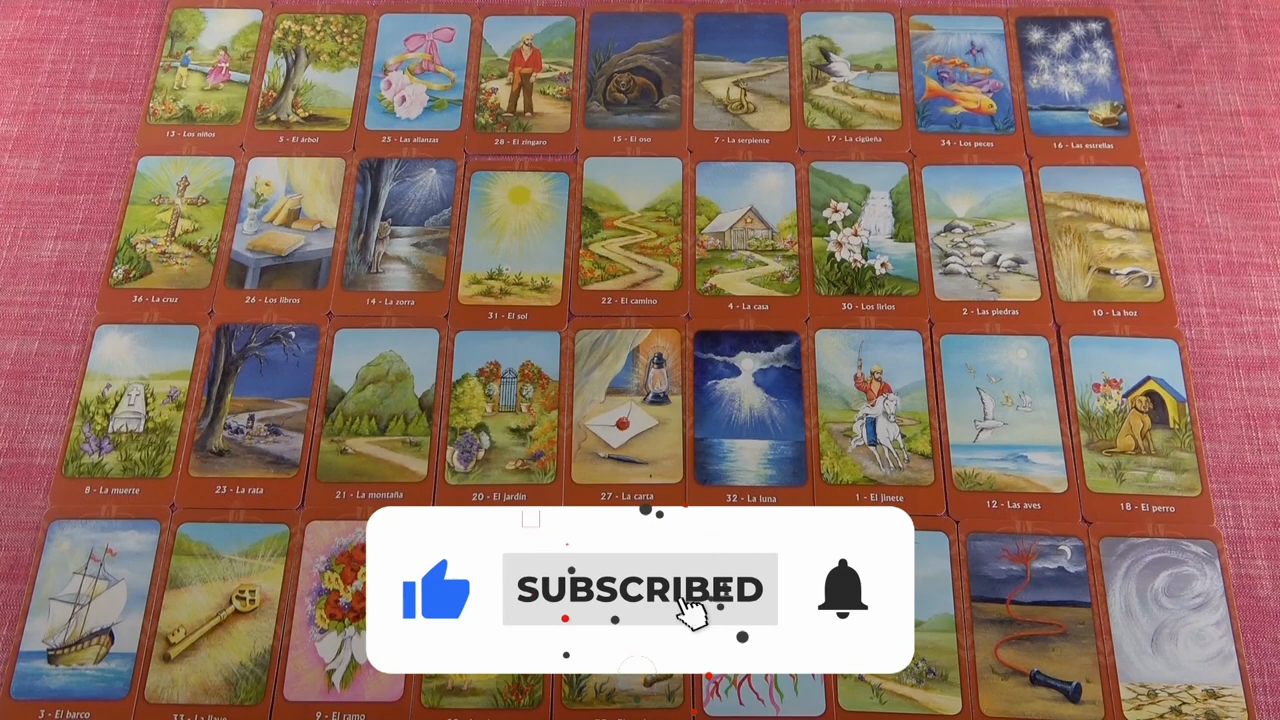 13 - Los niños
5 - El árbol
25 - Las alianzas
28 - El zíngaro
15 - El oso
7 - La serpiente
17 - La cigüeña
34 - Los peces
16 - Las estrellas
36 - La cruz
26 - Los libros
14 - La zorra
31 - El sol
22 - El camino
4 - La casa
30 - Los lirios
2 - Las piedras
10 - La hoz
8 - La muerte
23 - La rata
21 - La montaña
20 - El jardín
27 - La carta
32 - La luna
1 - El jinete
12 - Las aves
18 - El perro
SUBSCRIBED
3 - El barco
33 - La llave
9 - El ramo